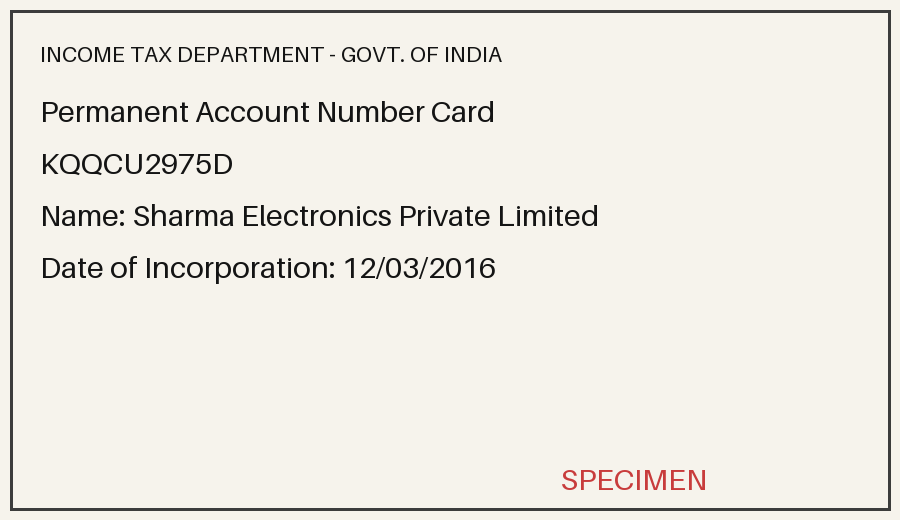 INCOME TAX DEPARTMENT - GOVT. OF INDIA
Permanent Account Number Card
KQQCU2975D
Name: Sharma Electronics Private Limited
Date of Incorporation: 12/03/2016
SPECIMEN